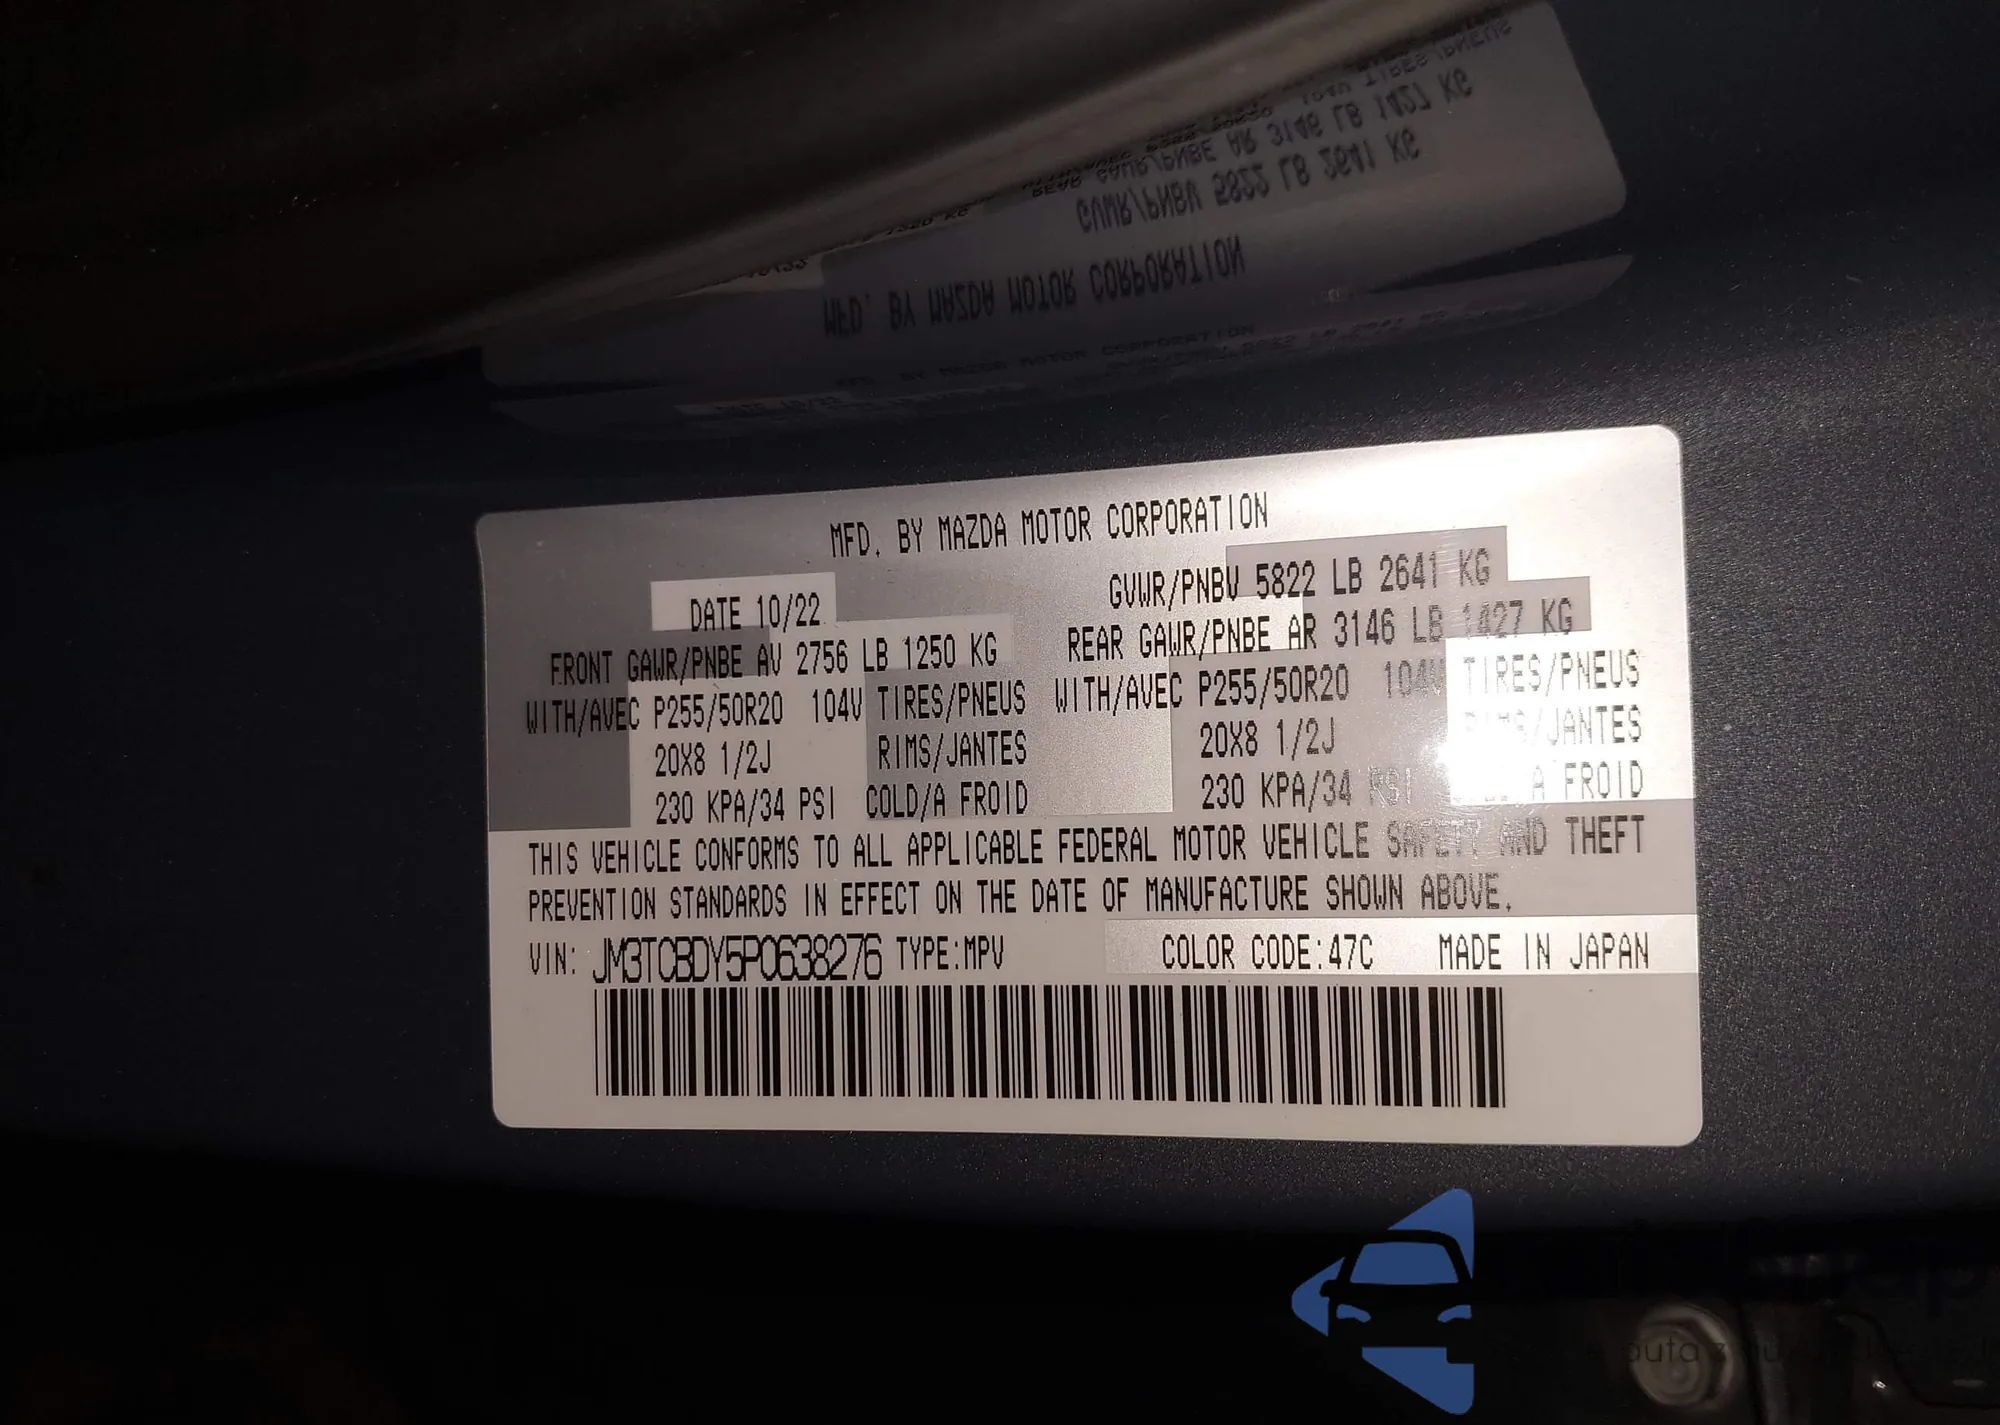 MFD. BY MAZDA MOTOR CORPORATION
DATE 10/22
GVWR/PNBV 5822 LB 2641 KG
FRONT GAWR/PNBE AV 2756 LB 1250 KG
REAR GAWR/PNBE AR 3146 LB 1427 KG
WITH/AVEC P255/50R20 104V TIRES/PNEUS
WITH/AVEC P255/50R20 104V TIRES/PNEUS
20X8 1/2J RIMS/JANTES
20X8 1/2J RIMS/JANTES
230 KPA/34 PSI COLD/A FROID
230 KPA/34 PSI A FROID
THIS VEHICLE CONFORMS TO ALL APPLICABLE FEDERAL MOTOR VEHICLE SAFETY AND THEFT
PREVENTION STANDARDS IN EFFECT ON THE DATE OF MANUFACTURE SHOWN ABOVE.
VIN: JM3TCBDY5P0638276 TYPE:MPV COLOR CODE:47C MADE IN JAPAN